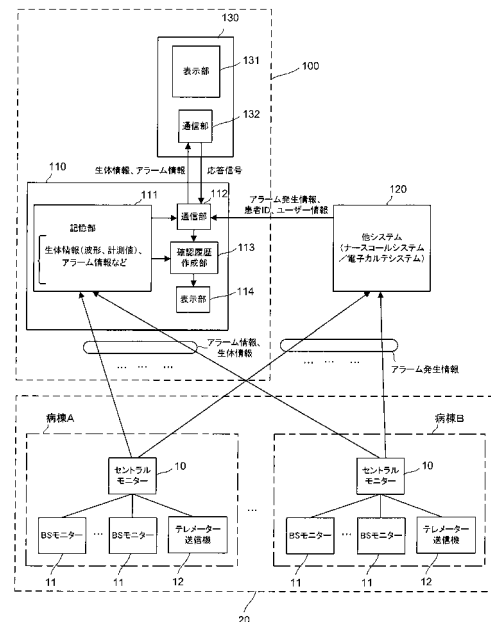 130
131
100
表示部
132
通信部
110
生体情報、アラーム情報
応答信号
111
112
アラーム発生情報、
患者ID、ユーザー情報
120
記憶部
生体情報(波形、計測値)、
アラーム情報など
通信部
113
確認履歴
作成部
114
表示部
他システム
(ナースコールシステム
/電子カルテシステム)
アラーム情報、
生体情報
… … …
… … …
アラーム発生情報
病棟A
病棟B
セントラル
モニター
10
セントラル
モニター
10
…
BSモニター
…
BSモニター
テレメーター
送信機
BSモニター
…
BSモニター
テレメーター
送信機
11
11
12
11
11
12
20